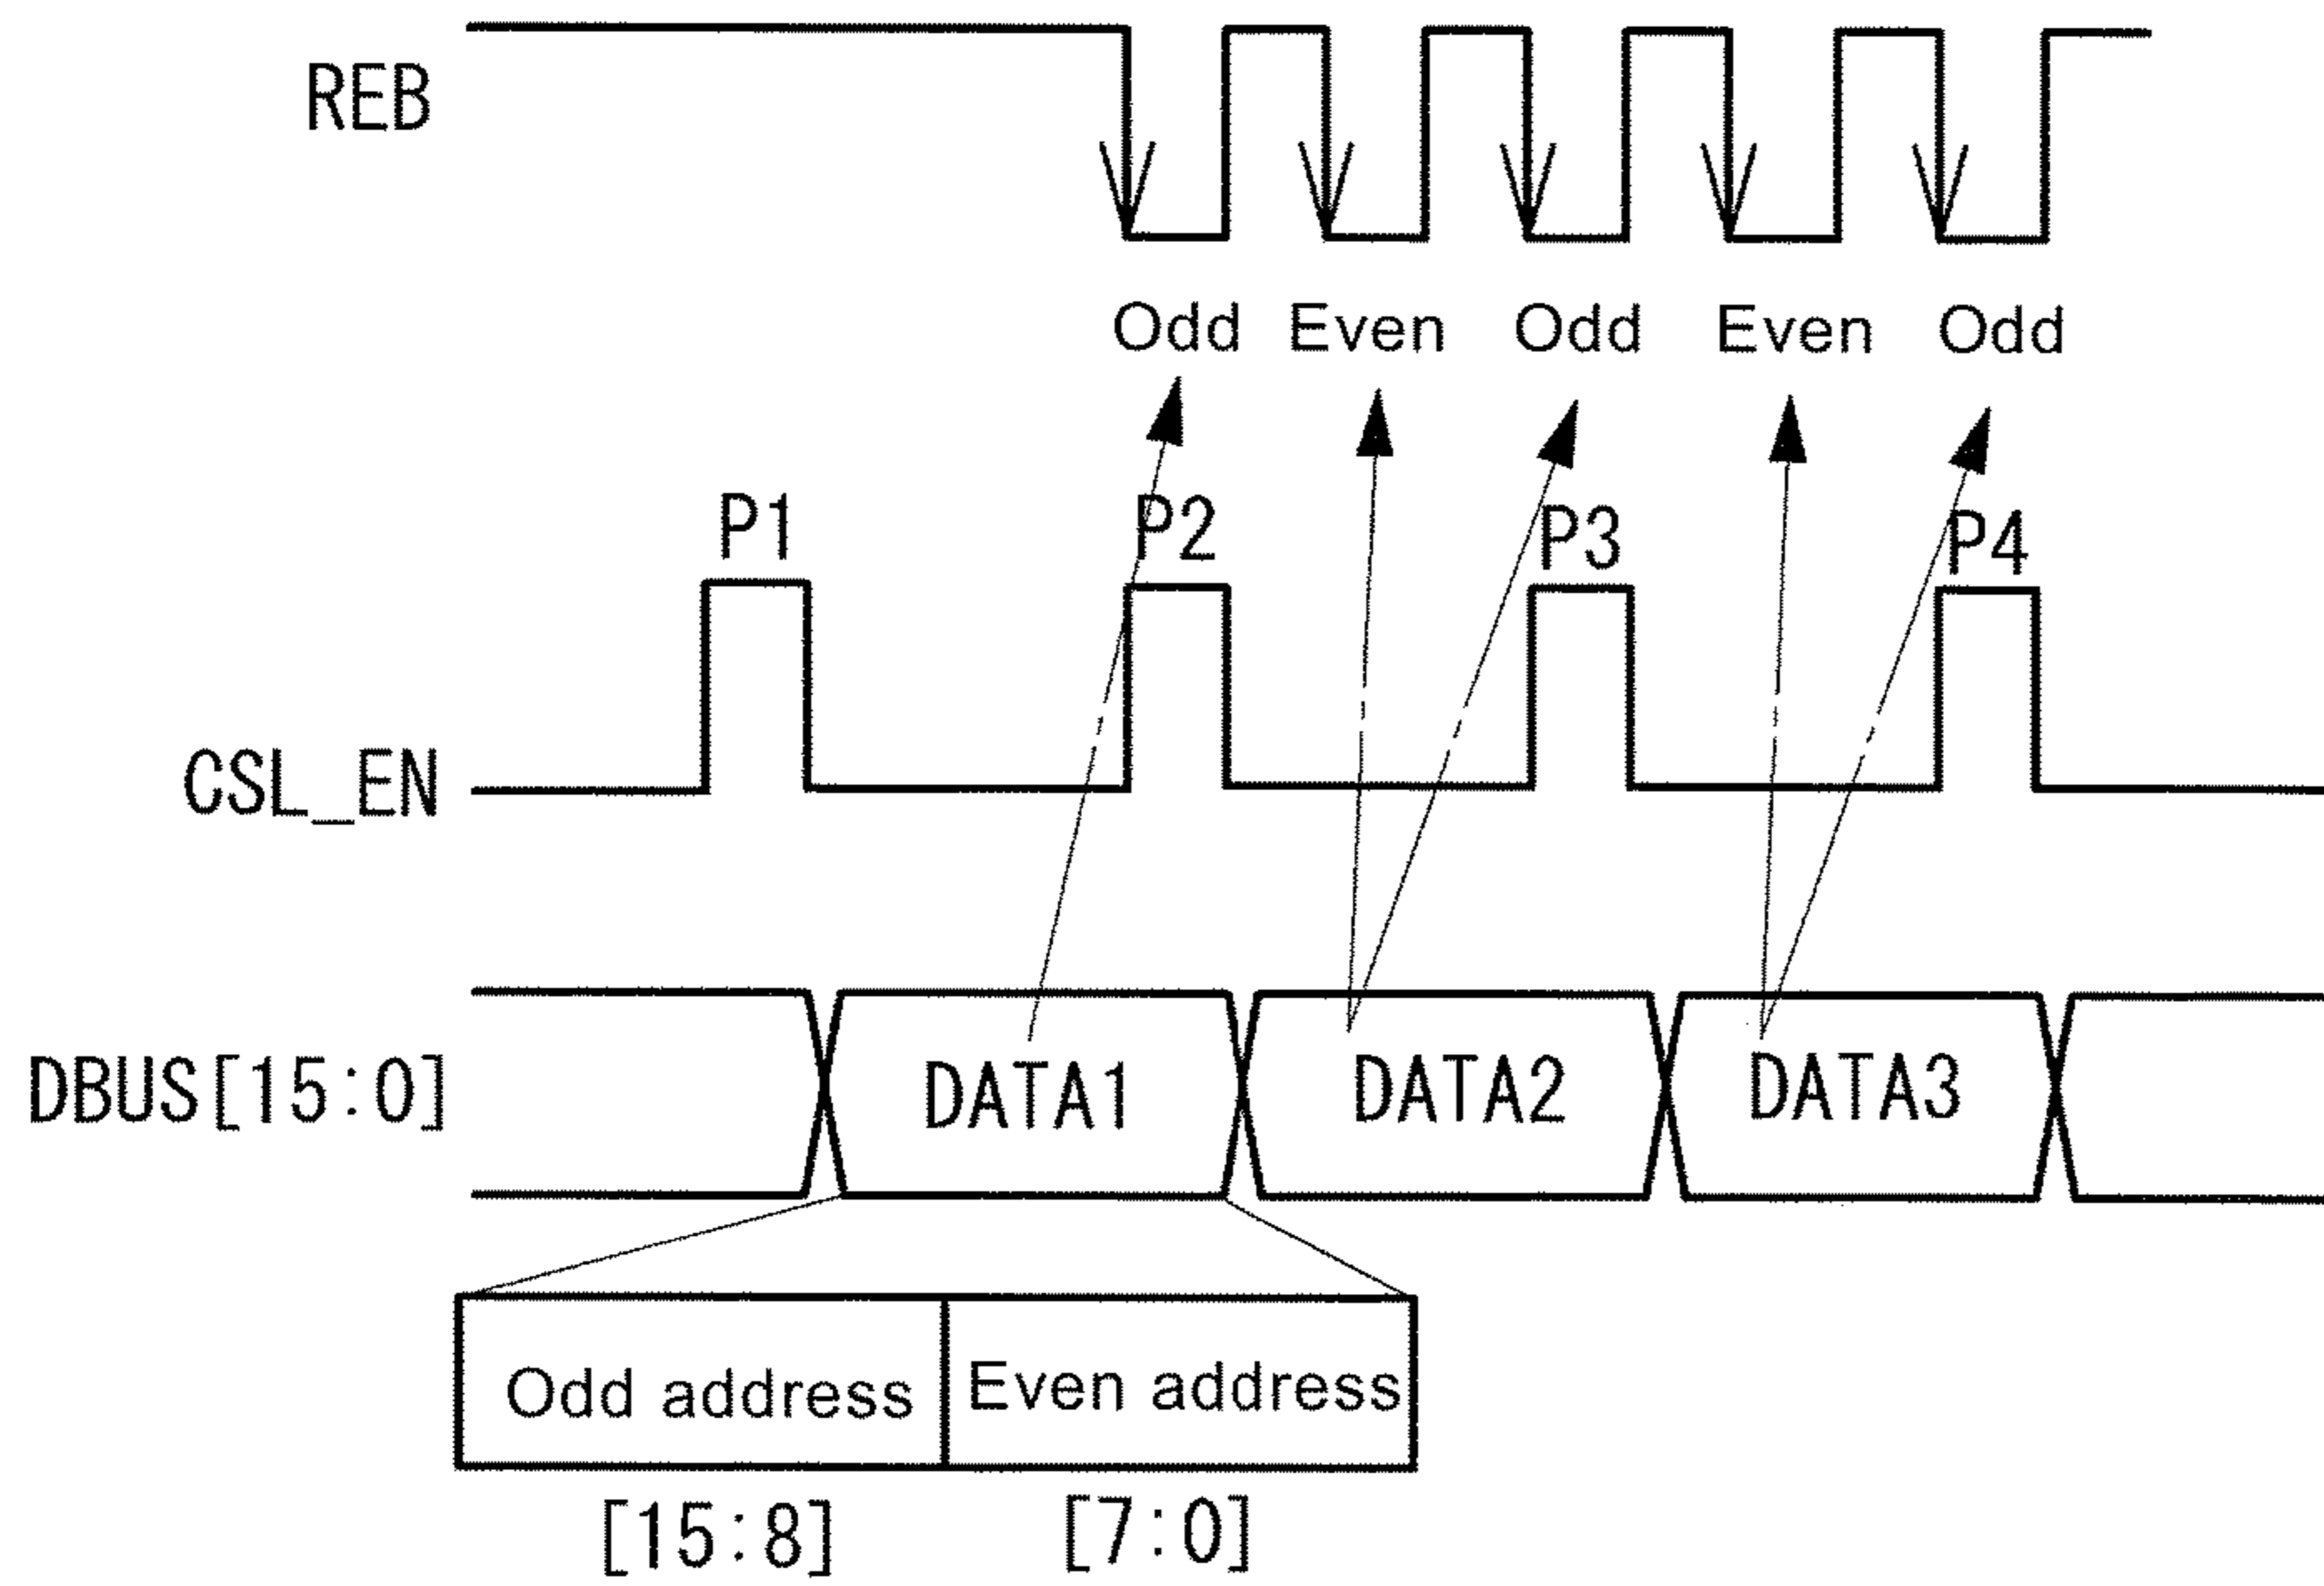 REB
Odd Even Odd Even Odd
P1 P2 P3 P4
CSL_EN
DBUS[15:0] DATA1 DATA2 DATA3
Odd address Even address
[15:8] [7:0]